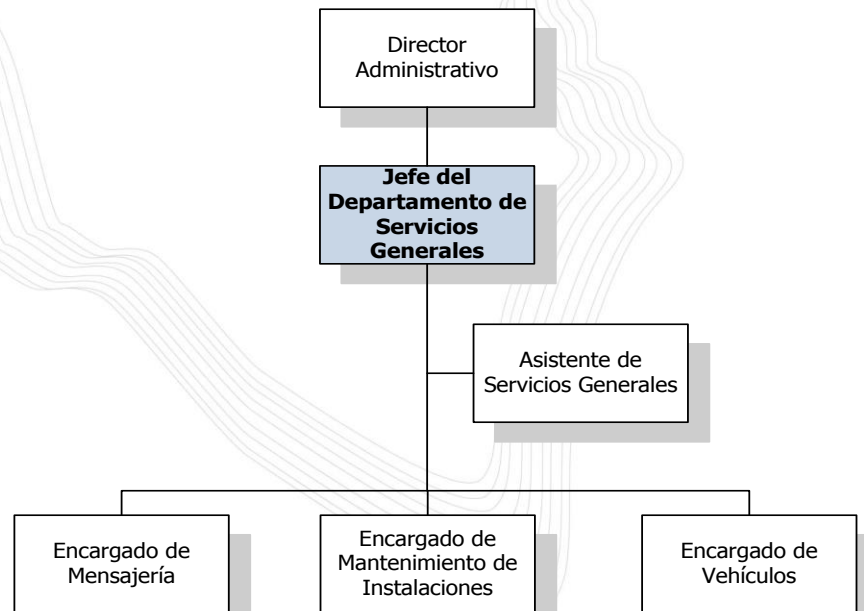 Director
Administrativo
Jefe del
Departamento de
Servicios
Generales
Asistente de
Servicios Generales
Encargado de
Mensajería
Encargado de
Mantenimiento de
Instalaciones
Encargado de
Vehículos